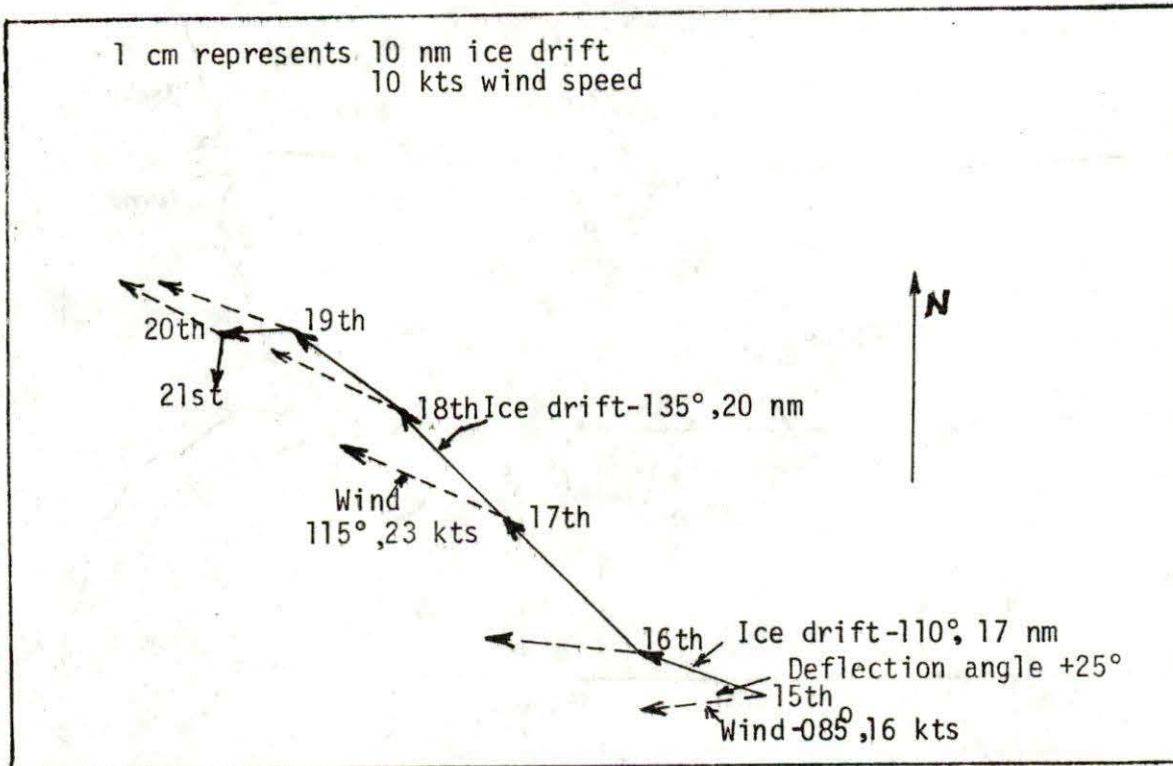 1 cm represents 10 nm ice drift
10 kts wind speed
N
19th
20th
21st
18th Ice drift-135°, 20 nm
Wind
115°, 23 kts
17th
16th
Ice drift-110°, 17 nm
Deflection angle +25°
15th
Wind-085°, 16 kts